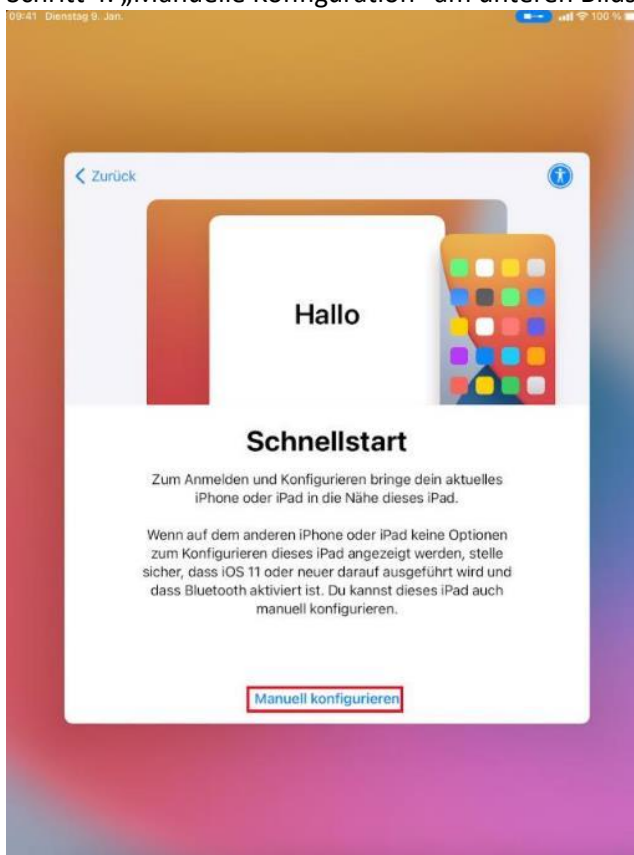 Schritt 4: „Manuelle Konfiguration“ am unteren Bilds
09:41 Dienstag 9. Jan.
100 %
Zurück
Hallo
Schnellstart
Zum Anmelden und Konfigurieren bringe dein aktuelles
iPhone oder iPad in die Nähe dieses iPad.
Wenn auf dem anderen iPhone oder iPad keine Optionen
zum Konfigurieren dieses iPad angezeigt werden, stelle
sicher, dass iOS 11 oder neuer darauf ausgeführt wird und
dass Bluetooth aktiviert ist. Du kannst dieses iPad auch
manuell konfigurieren.
Manuell konfigurieren